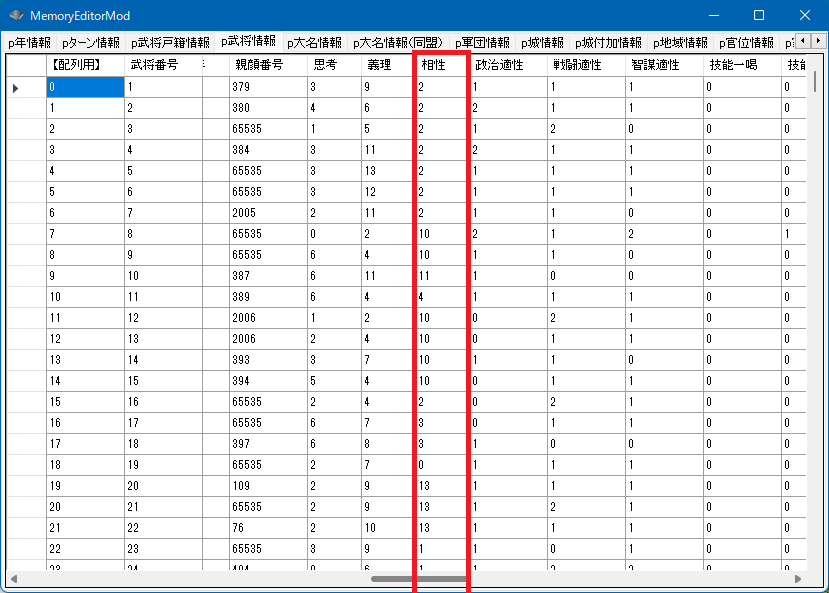 MemoryEditorMod
p年情報 pターン情報 p武将戸籍情報 p武将情報 p大名情報 p大名情報(同盟) p軍団情報 p城情報 p城付加情報 p地域情報 p官位情報
【配列用】 武将番号 親顔番号 思考 義理 相性 政治適性 戦闘適性 智謀適性 技能一喝 技能
0 1 379 3 9 2 1 1 1 0 0
1 2 380 4 6 2 2 1 1 0 0
2 3 65535 1 5 2 1 2 0 0 0
3 4 384 3 11 2 2 1 1 0 0
4 5 65535 3 13 2 1 1 1 0 0
5 6 65535 3 12 2 1 1 1 0 0
6 7 2005 2 11 2 1 1 0 0 0
7 8 65535 0 2 10 2 1 2 0 1
8 9 65535 6 4 10 1 1 0 0 0
9 10 387 6 11 11 1 0 0 0 0
10 11 389 6 4 4 1 1 1 0 0
11 12 2006 1 2 10 0 2 1 0 0
12 13 2006 2 4 10 0 1 1 0 0
13 14 393 3 7 10 1 1 0 0 0
14 15 394 5 4 10 0 1 1 0 0
15 16 65535 2 4 2 0 2 1 0 0
16 17 65535 6 7 3 0 1 1 0 0
17 18 397 6 8 3 1 0 0 0 0
18 19 65535 2 7 0 1 1 1 0 0
19 20 109 2 9 13 1 1 1 0 0
20 21 65535 2 9 13 1 2 1 0 0
21 22 76 2 10 13 1 1 1 0 0
22 23 65535 3 9 1 1 0 1 0 0